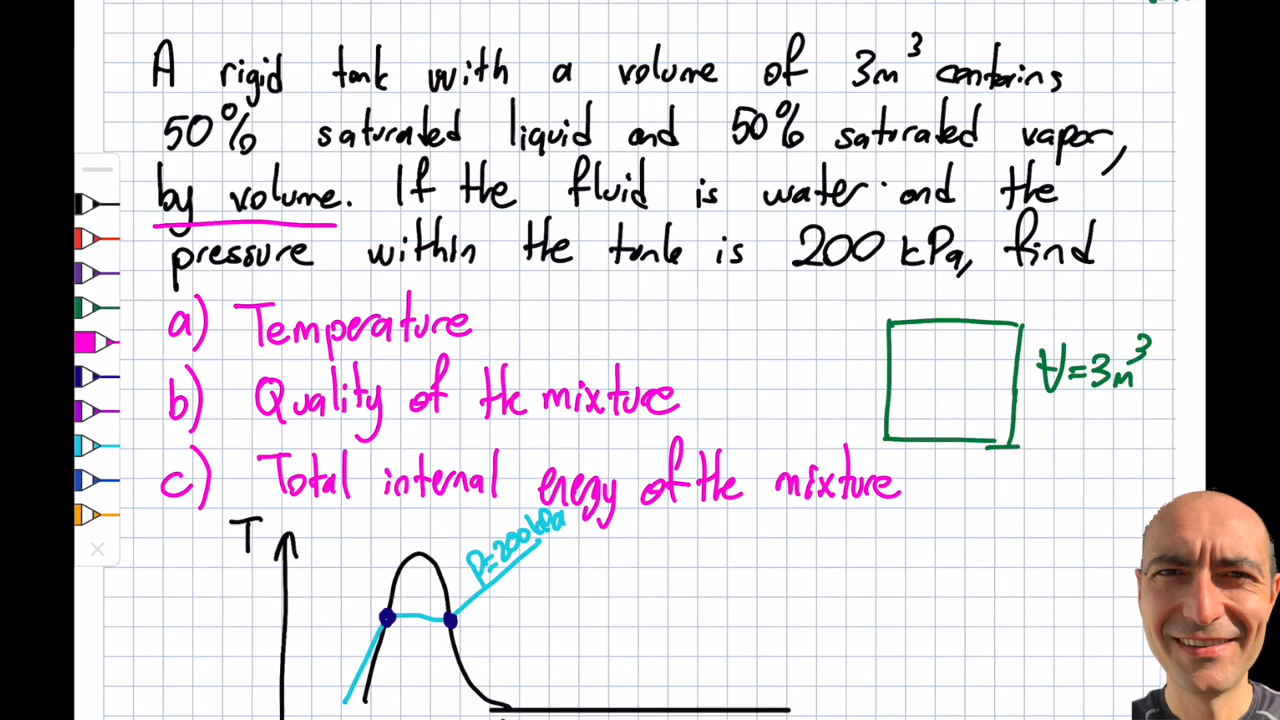 A rigid tank with a volume of 3m³ contains
50% saturated liquid and 50% saturated vapor,
by volume. If the fluid is water and the
pressure within the tank is 200 kPa, find
a) Temperature
b) Quality of the mixture
V=3m³
c) Total internal energy of the mixture
T
P=200kPa